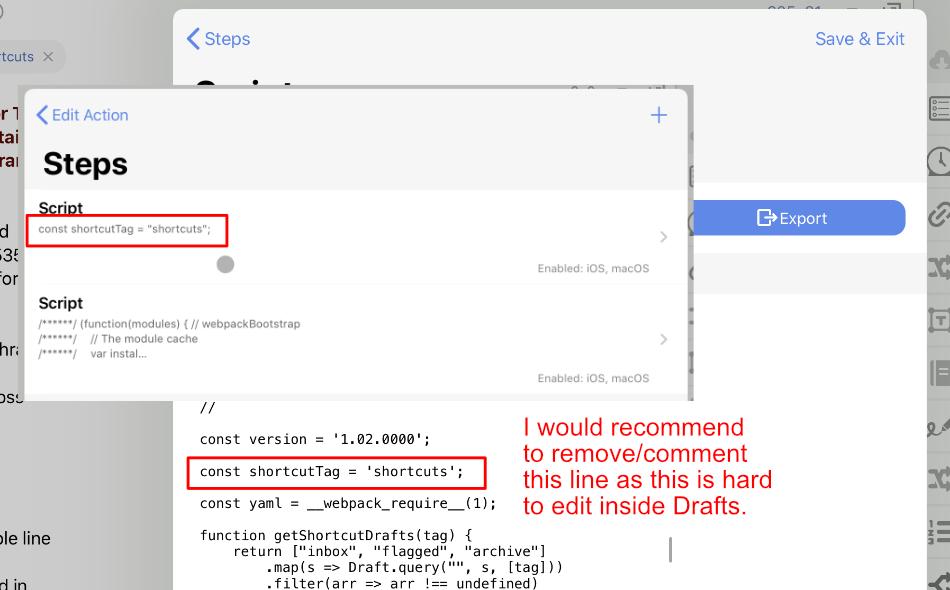 Steps
Save & Exit
rtcuts
Edit Action
Steps
Script
const shortcutTag = "shortcuts";
Enabled: iOS, macOS
Script
/******/ (function(modules) { // webpackBootstrap
/******/ // The module cache
/******/ var instal...
Enabled: iOS, macOS
Export
//
const version = '1.02.0000';
const shortcutTag = 'shortcuts';
const yaml = __webpack_require__(1);
function getShortcutDrafts(tag) {
return ["inbox", "flagged", "archive"]
.map(s => Draft.query("", s, [tag]))
.filter(arr => arr !== undefined)
I would recommend
to remove/comment
this line as this is hard
to edit inside Drafts.
ole line
d in